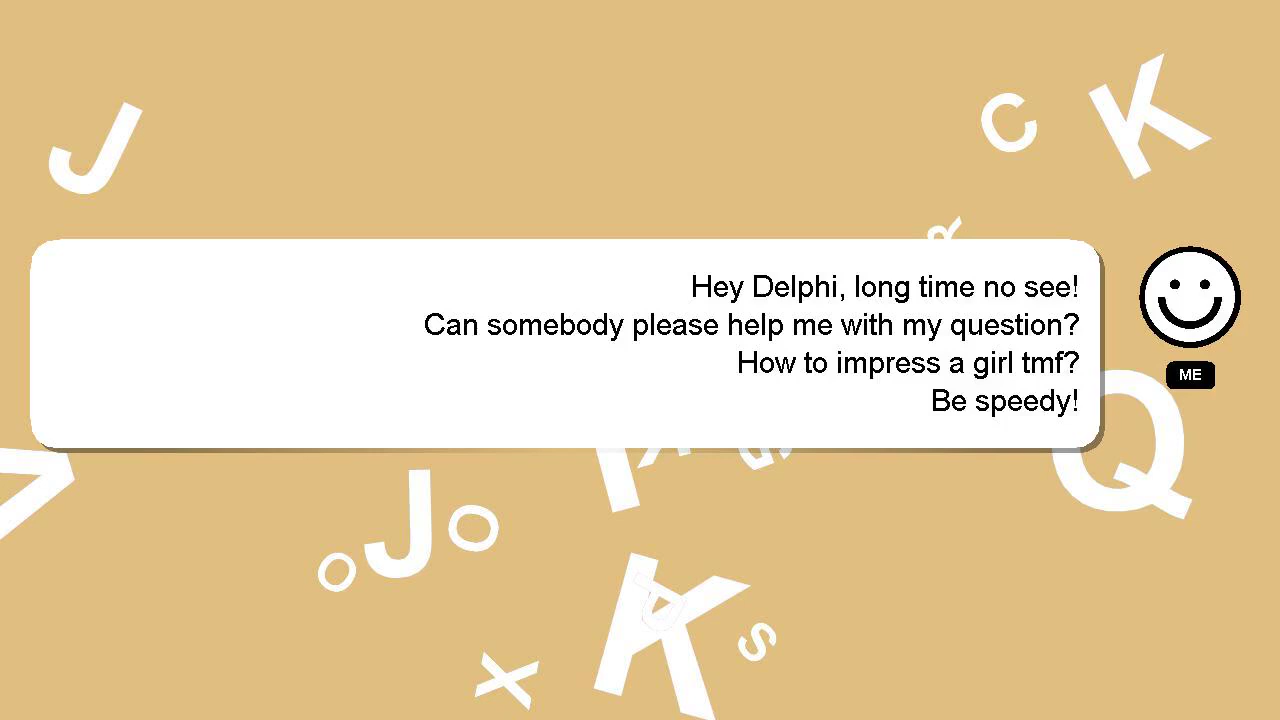 Hey Delphi, long time no see!
Can somebody please help me with my question?
How to impress a girl tmf?
Be speedy!
ME
J
C
K
R
Q
J
O
O
K
S
X